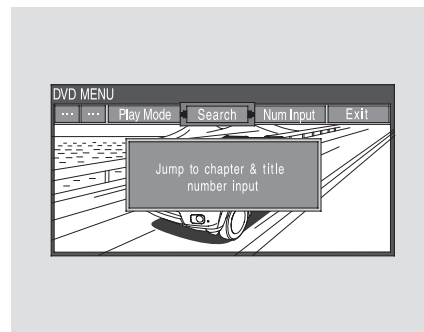 DVD MENU
... ... Play Mode Search Num Input Exit
Jump to chapter & title
number input